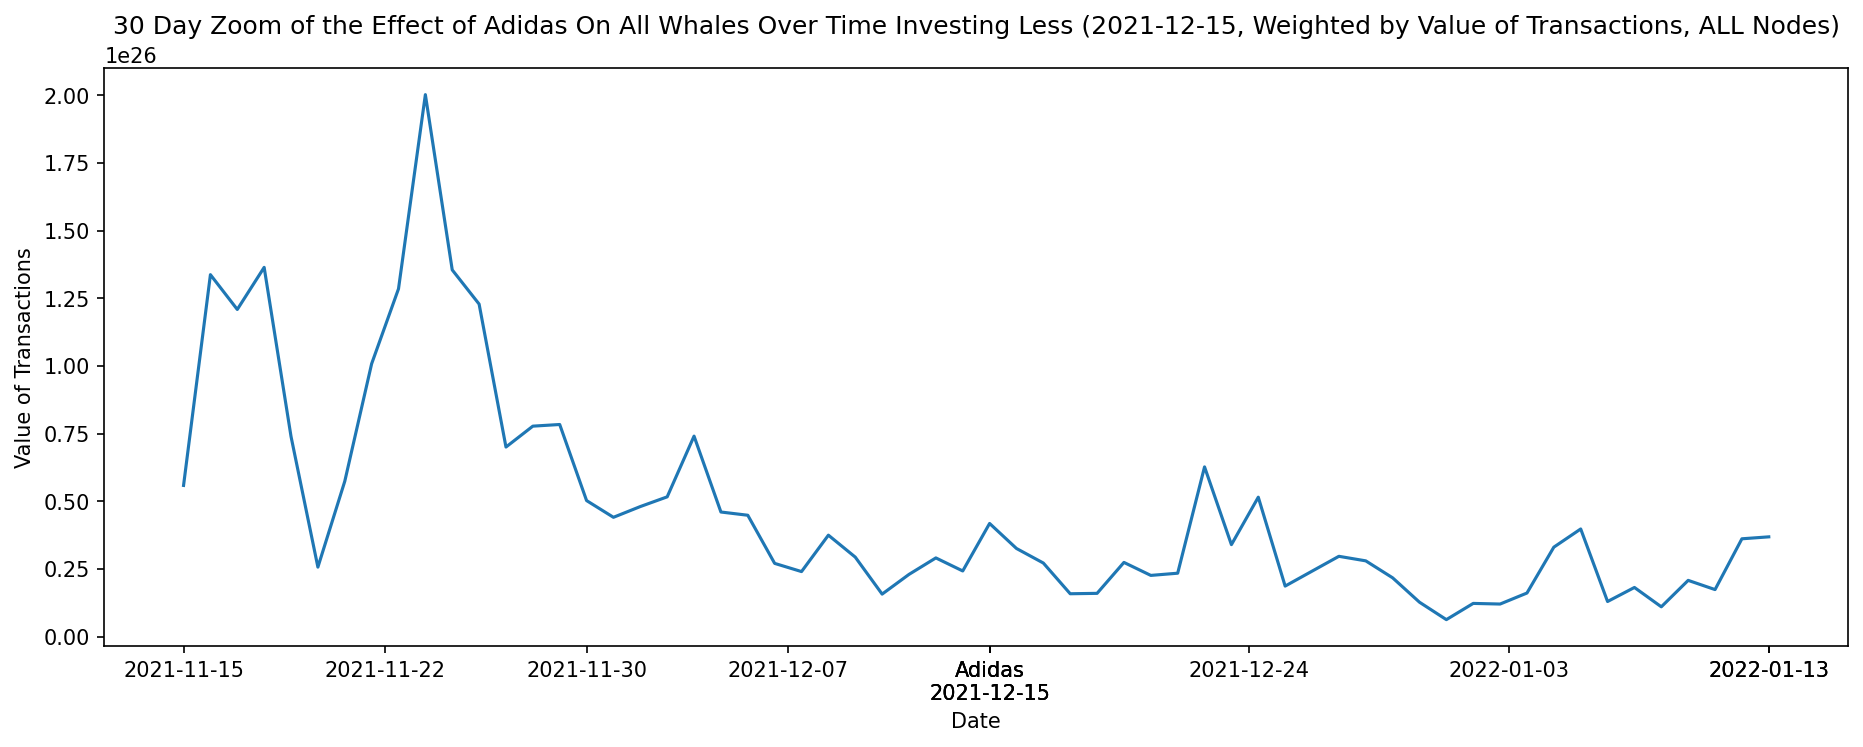 30 Day Zoom of the Effect of Adidas On All Whales Over Time Investing Less (2021-12-15, Weighted by Value of Transactions, ALL Nodes)
1e26
2.00
1.75
1.50
1.25
1.00
0.75
0.50
0.25
0.00
Value of Transactions
2021-11-15 2021-11-22 2021-11-30 2021-12-07 Adidas 2021-12-24 2022-01-03 2022-01-13
2021-12-15
Date